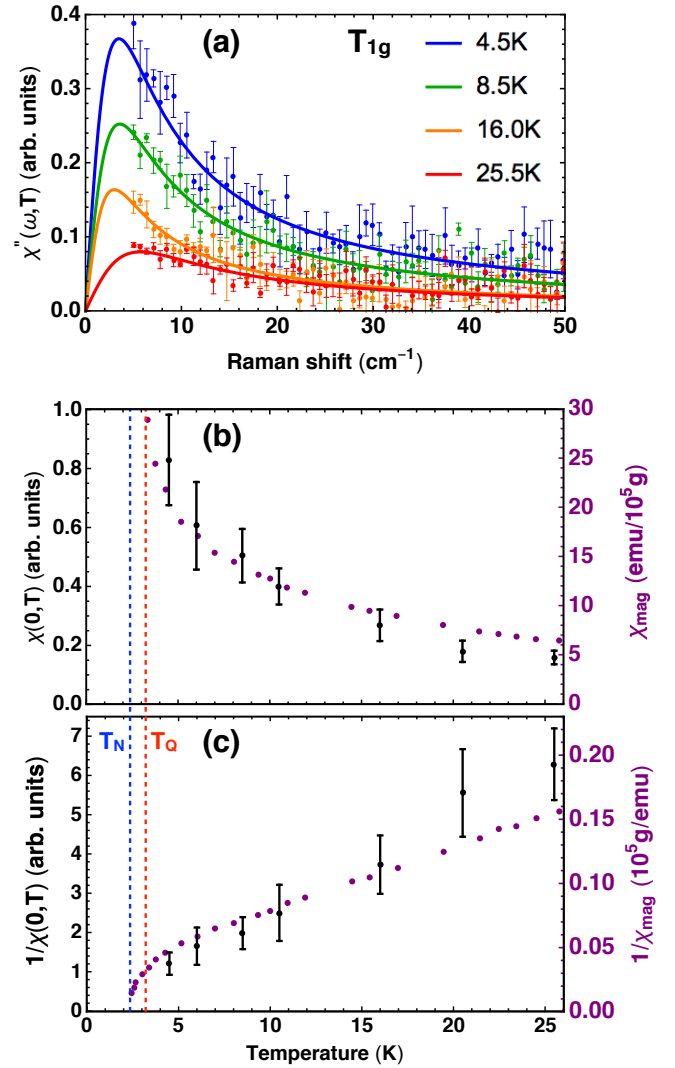 (a)
T1g
4.5K
8.5K
16.0K
25.5K
χ"(ω,T) (arb. units)
0.4
0.3
0.2
0.1
0.0
0 10 20 30 40 50
Raman shift (cm⁻¹)
(b)
χ(0,T) (arb. units)
1.0
0.8
0.6
0.4
0.2
0.0
30
25
20
15
10
5
0
χmag (emu/10⁵g)
(c)
TN TQ
1/χ(0,T) (arb. units)
7
6
5
4
3
2
1
0
0.20
0.15
0.10
0.05
0.00
1/χmag (10⁵g/emu)
0 5 10 15 20 25
Temperature (K)